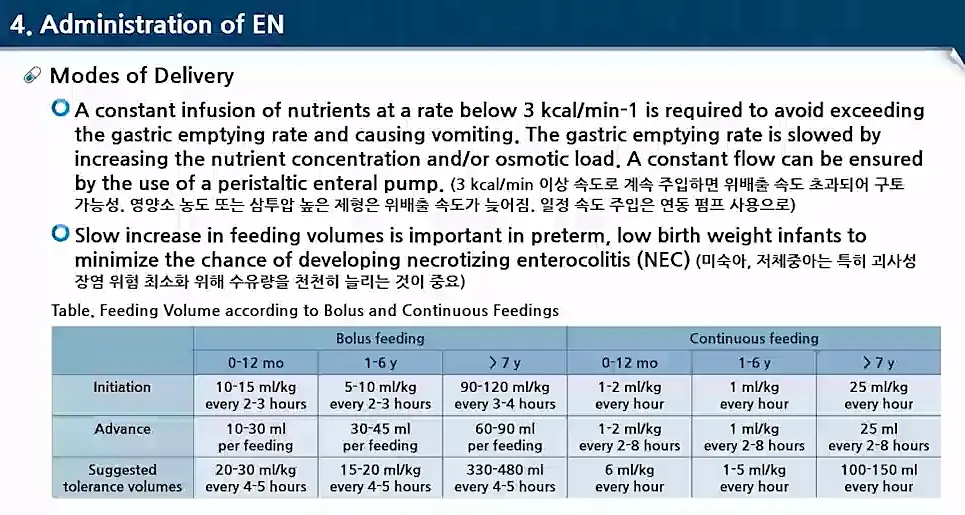 4. Administration of EN
Modes of Delivery
A constant infusion of nutrients at a rate below 3 kcal/min-1 is required to avoid exceeding
the gastric emptying rate and causing vomiting. The gastric emptying rate is slowed by
increasing the nutrient concentration and/or osmotic load. A constant flow can be ensured
by the use of a peristaltic enteral pump. (3 kcal/min 이상 속도로 계속 주입하면 위배출 속도 초과되어 구토
가능성. 영양소 농도 또는 삼투압 높은 제형은 위배출 속도가 늦어짐. 일정 속도 주입은 연동 펌프 사용으로)
Slow increase in feeding volumes is important in preterm, low birth weight infants to
minimize the chance of developing necrotizing enterocolitis (NEC) (미숙아, 저체중아는 특히 괴사성
장염 위험 최소화 위해 수유량을 천천히 늘리는 것이 중요)
Table. Feeding Volume according to Bolus and Continuous Feedings
Bolus feeding Continuous feeding
0-12 mo 1-6 y > 7 y 0-12 mo 1-6 y > 7 y
Initiation 10-15 ml/kg 5-10 ml/kg 90-120 ml/kg 1-2 ml/kg 1 ml/kg 25 ml/kg
every 2-3 hours every 2-3 hours every 3-4 hours every hour every hour every hour
Advance 10-30 ml 30-45 ml 60-90 ml 1-2 ml/kg 1 ml/kg 25 ml
per feeding per feeding per feeding every 2-8 hours every 2-8 hours every 2-8 hours
Suggested 20-30 ml/kg 15-20 ml/kg 330-480 ml 6 ml/kg 1-5 ml/kg 100-150 ml
tolerance volumes every 4-5 hours every 4-5 hours every 4-5 hours every hour every hour every hour